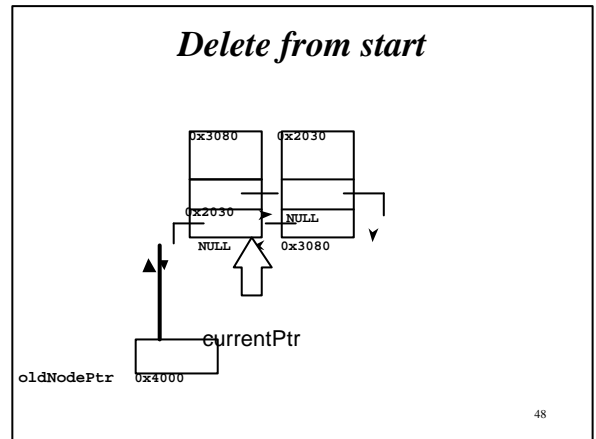 Delete from start
0x3080 0x2030
0x2030 NULL
NULL 0x3080
currentPtr
oldNodePtr 0x4000
48